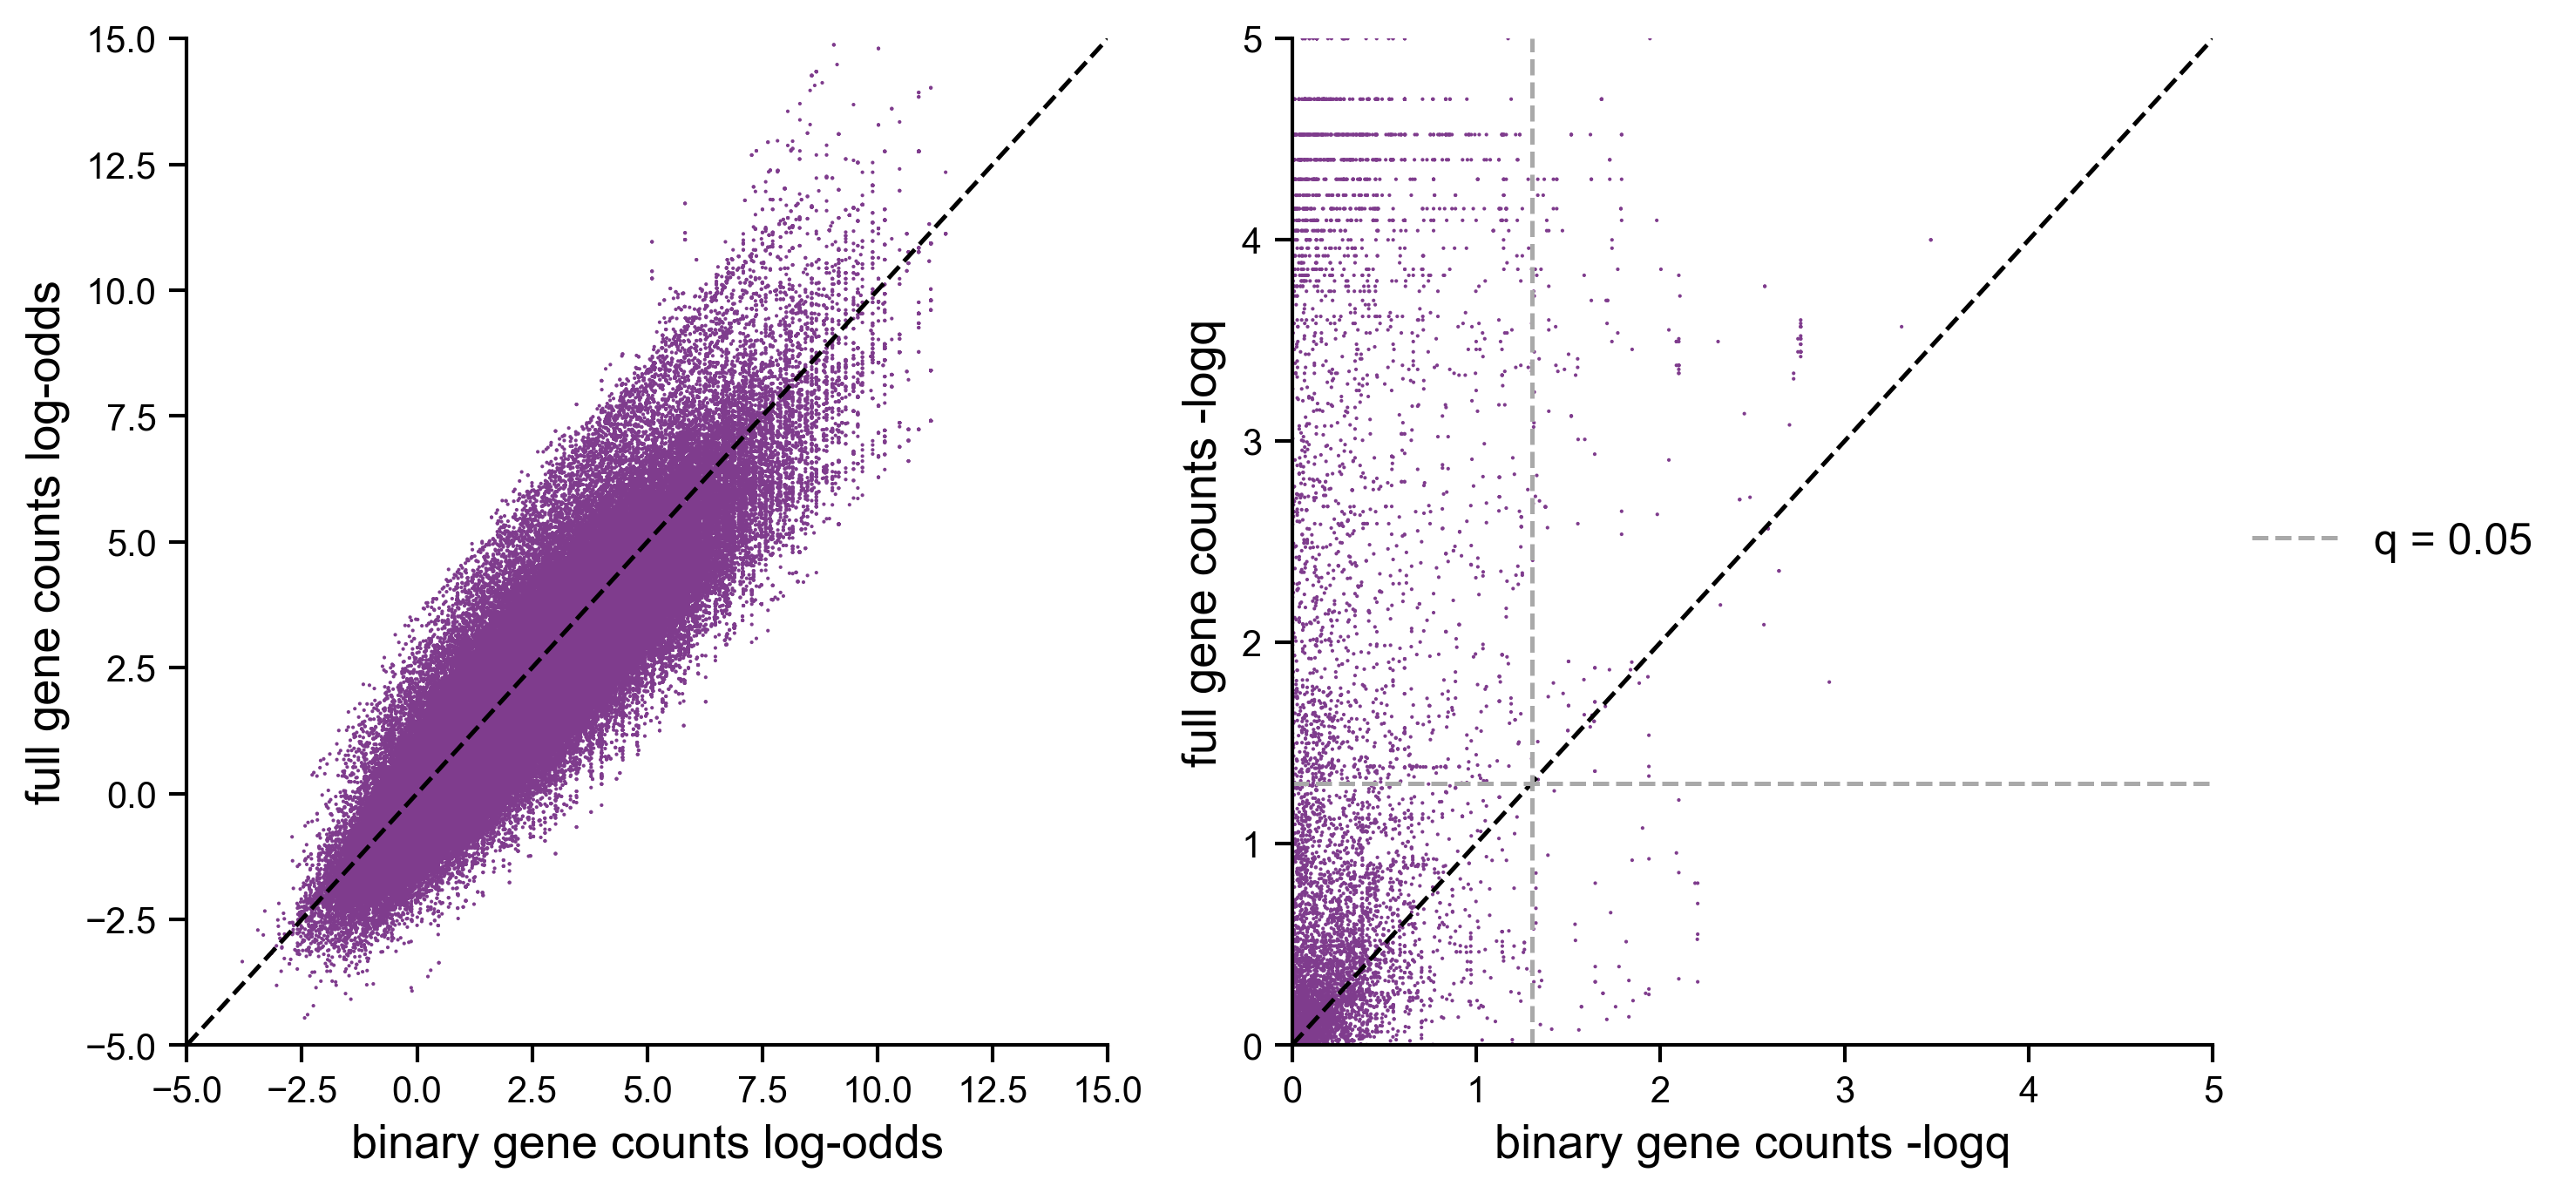 15.0
12.5
10.0
7.5
5.0
2.5
0.0
−2.5
−5.0
full gene counts log-odds
−5.0 −2.5 0.0 2.5 5.0 7.5 10.0 12.5 15.0
binary gene counts log-odds
5
4
3
2
1
0
full gene counts -logq
0 1 2 3 4 5
binary gene counts -logq
q = 0.05